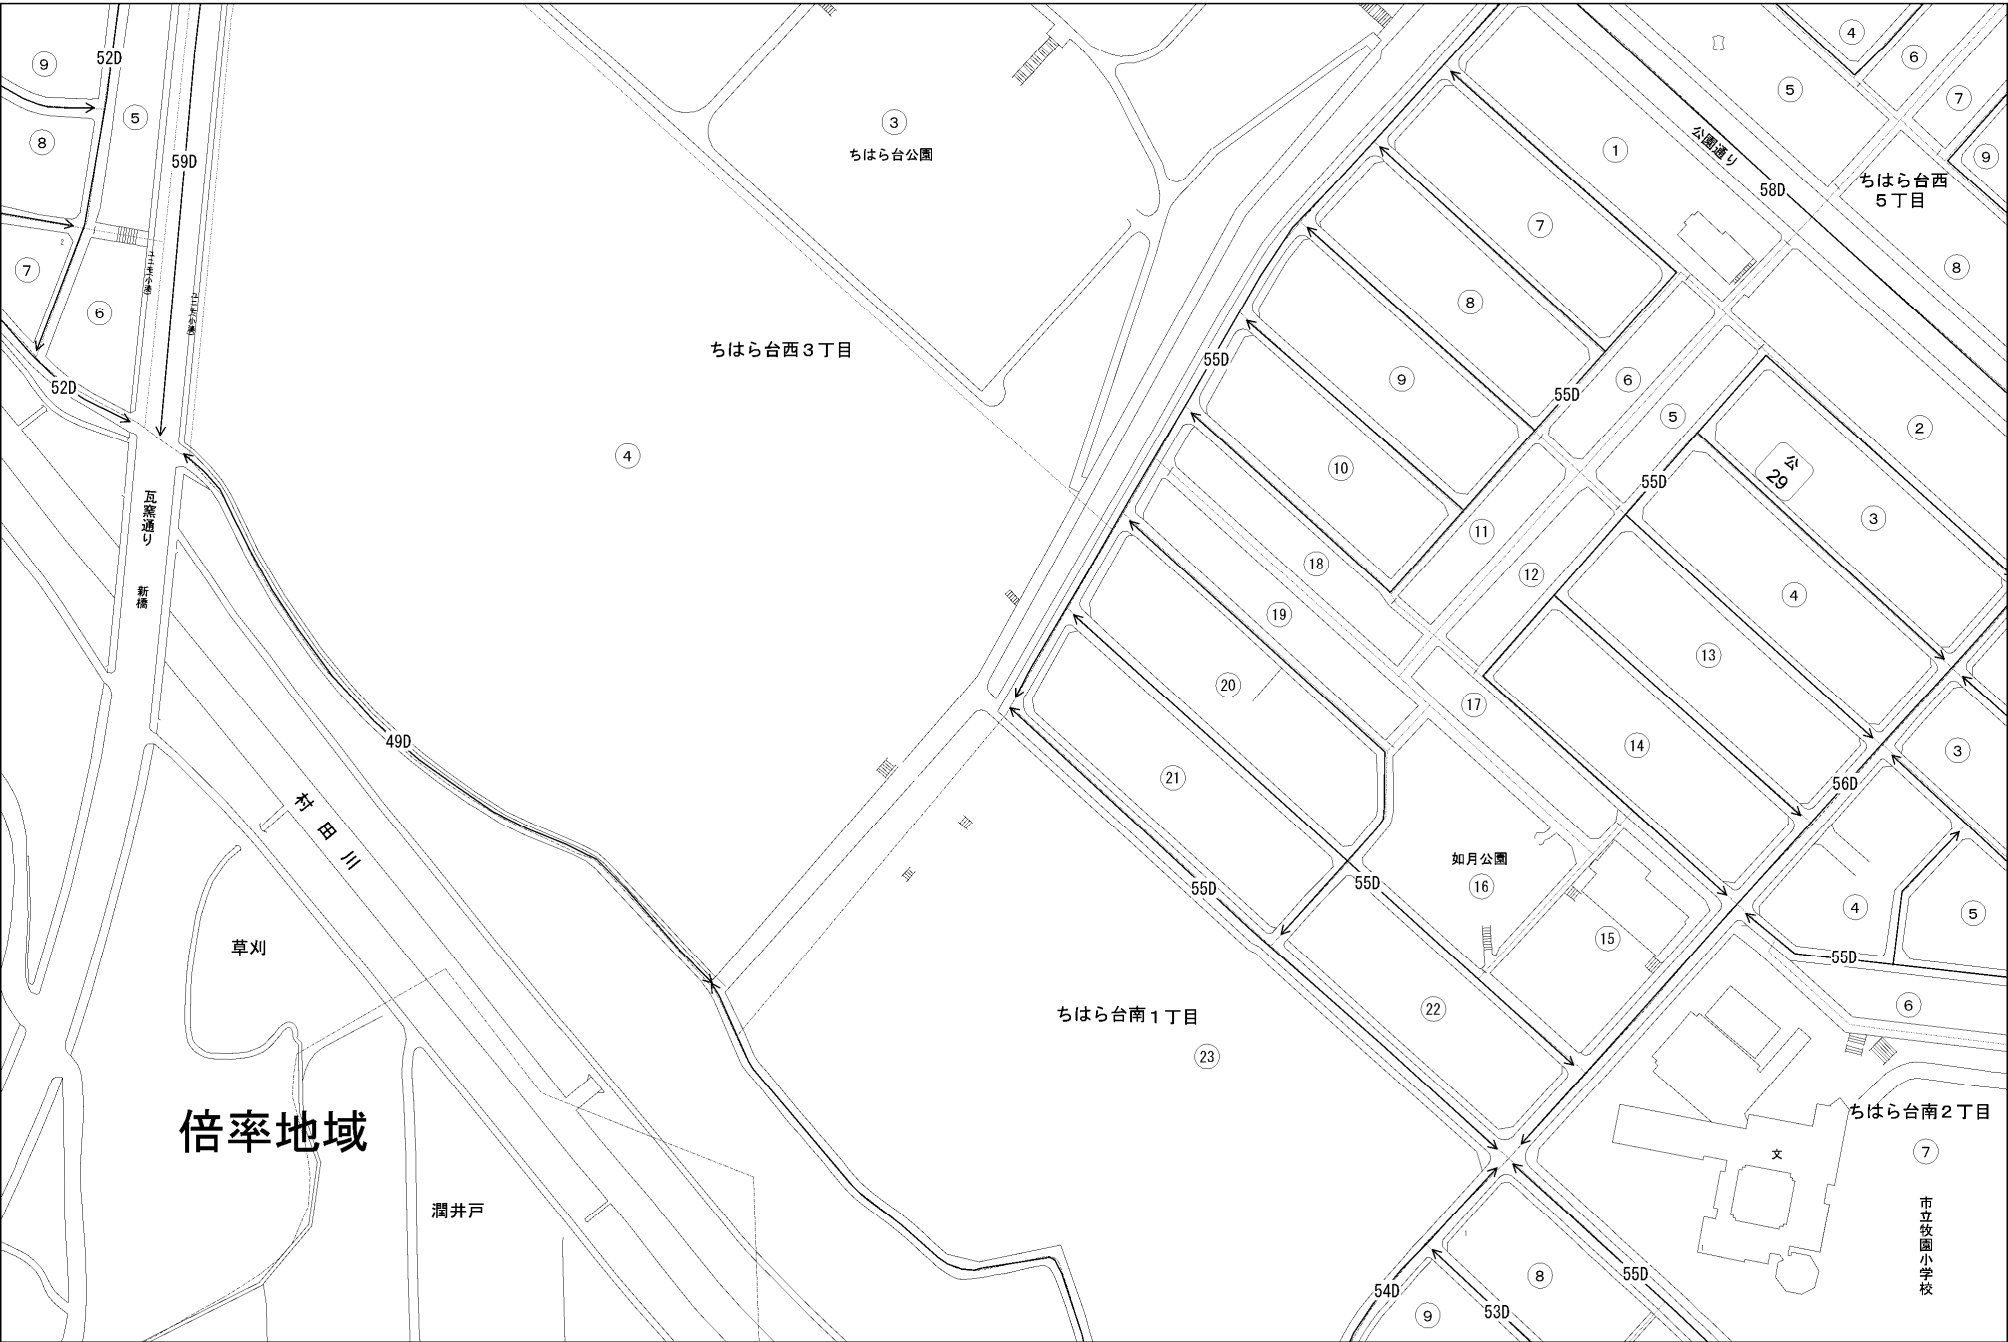 ⑨
52D
⑤
⑧
59D
⑦
2
⑥
52D
③
ちはら台公園
ちはら台西3丁目
④
瓦窯通り
新橋
49D
村田川
草刈
倍率地域
潤井戸
④
⑥
⑤
⑦
⑨
公園通り
58D
ちはら台西
5丁目
⑧
①
⑦
⑧
⑨
⑩
55D
55D
⑥
⑤
⑪
⑫
55D
②
公
29
③
④
⑬
⑭
⑱
⑲
⑳
㉑
⑰
如月公園
⑯
⑮
55D
55D
㉒
56D
③
④
⑤
55D
⑥
ちはら台南1丁目
㉓
ちはら台南2丁目
⑦
文
市立牧園小学校
1
⑧
55D
54D
⑨
53D